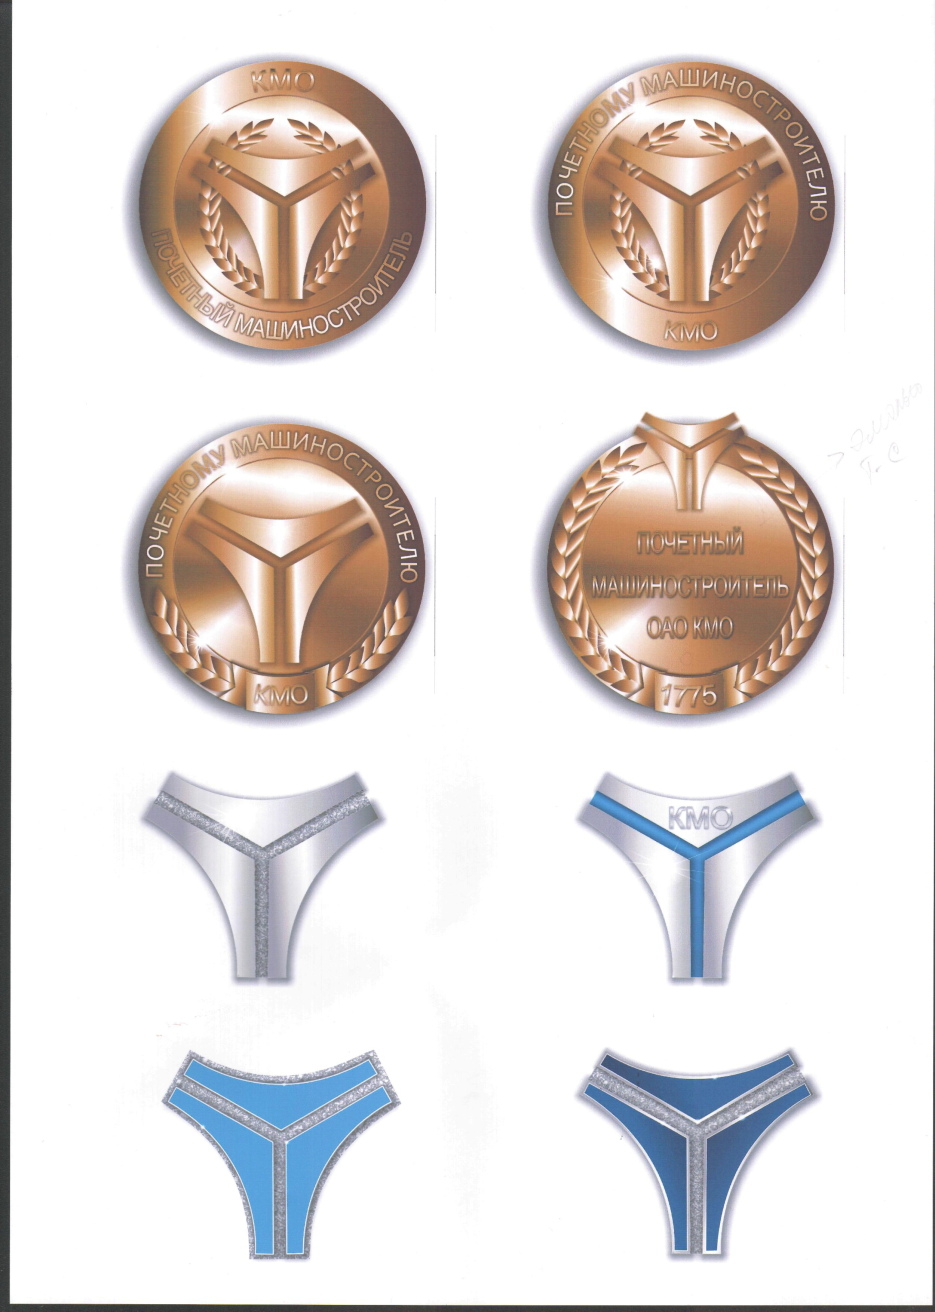 КМО
ПОЧЕТНЫЙ МАШИНОСТРОИТЕЛЬ
ПОЧЕТНОМУ МАШИНОСТРОИТЕЛЮ
КМО
ПОЧЕТНОМУ МАШИНОСТРОИТЕЛЮ
КМО
ПОЧЕТНЫЙ
МАШИНОСТРОИТЕЛЬ
ОАО КМО
1775
КМО